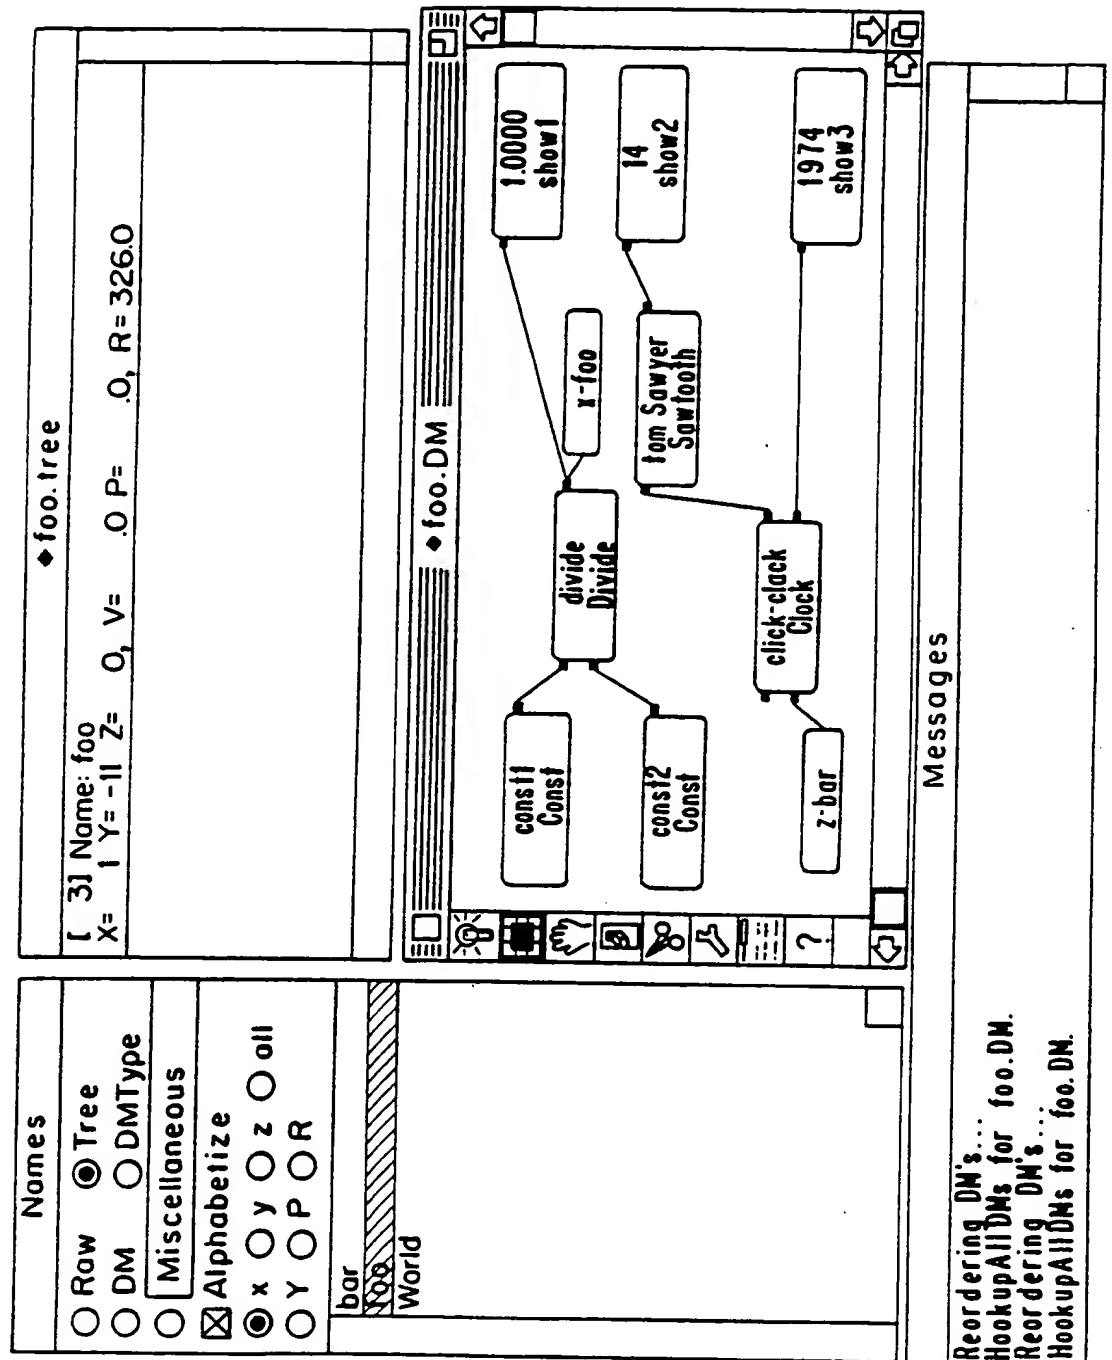 Names
Raw Tree
DM DMType
Miscellaneous
Alphabetize
x y z all
Y P R
bar
foo
World
◆foo.tree
[ 3] Name: foo
X= 1 Y= -11 Z= 0, V= .0 P= .0, R= 326.0
◆foo.DM
?
const1
Const
const2
Const
z-bar
divide
Divide
click-clack
Clock
x-foo
tom Sawyer
Sawtooth
1.0000
show1
14
show2
1974
show3
Messages
Reordering DM's...
HookupAllDMs for foo.DM.
Reordering DM's...
HookupAllDMs for foo.DM.